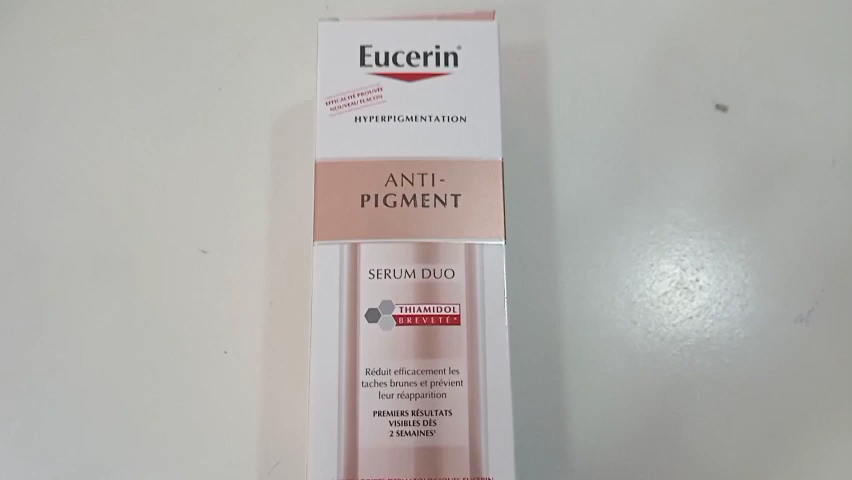 Eucerin®
EFFICACITÉ PROUVÉE
NOUVEAU FLACON
HYPERPIGMENTATION
ANTI-
PIGMENT
SERUM DUO
THIAMIDOL
BREVETÉ*
Réduit efficacement les
taches brunes et prévient
leur réapparition
PREMIERS RÉSULTATS
VISIBLES DÈS
2 SEMAINES¹
EUCERIN